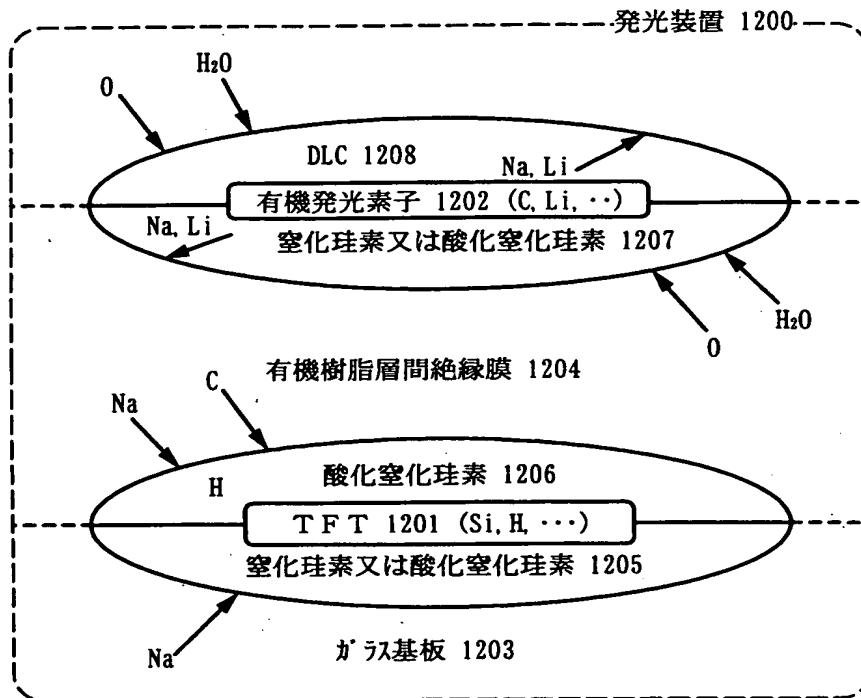 発光装置 1200
H₂O
O
DLC 1208
Na, Li
有機発光素子 1202 (C, Li, ‥)
Na, Li
窒化珪素又は酸化窒化珪素 1207
H₂O
O
有機樹脂層間絶縁膜 1204
C
Na
酸化窒化珪素 1206
H
TFT 1201 (Si, H, ･･･)
窒化珪素又は酸化窒化珪素 1205
Na
ガラス基板 1203